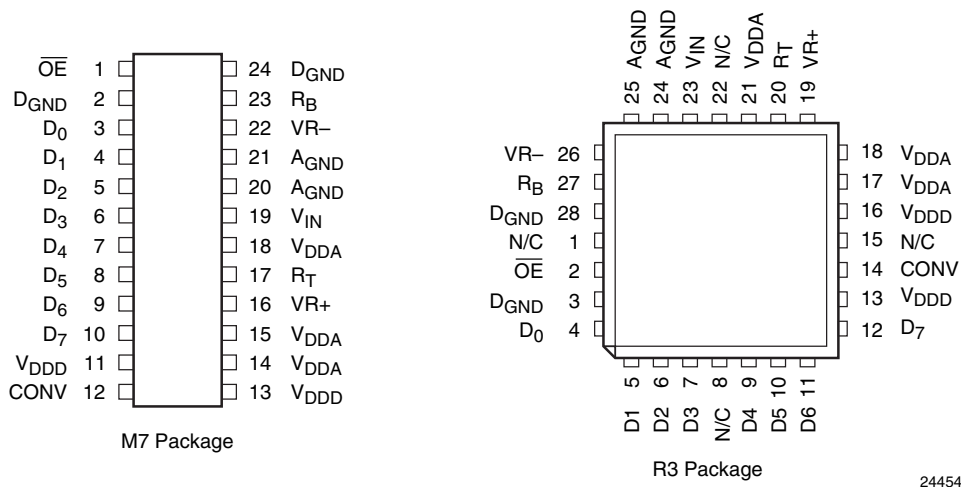 OE 1
DGND 2
D0 3
D1 4
D2 5
D3 6
D4 7
D5 8
D6 9
D7 10
VDDD 11
CONV 12
24 DGND
23 RB
22 VR–
21 AGND
20 AGND
19 VIN
18 VDDA
17 RT
16 VR+
15 VDDA
14 VDDA
13 VDDD
M7 Package
25 AGND
24 AGND
23 VIN
22 N/C
21 VDDA
20 RT
19 VR+
VR– 26
RB 27
DGND 28
N/C 1
OE 2
DGND 3
D0 4
18 VDDA
17 VDDA
16 VDDD
15 N/C
14 CONV
13 VDDD
12 D7
D1 5
D2 6
D3 7
N/C 8
D4 9
D5 10
D6 11
R3 Package
24454